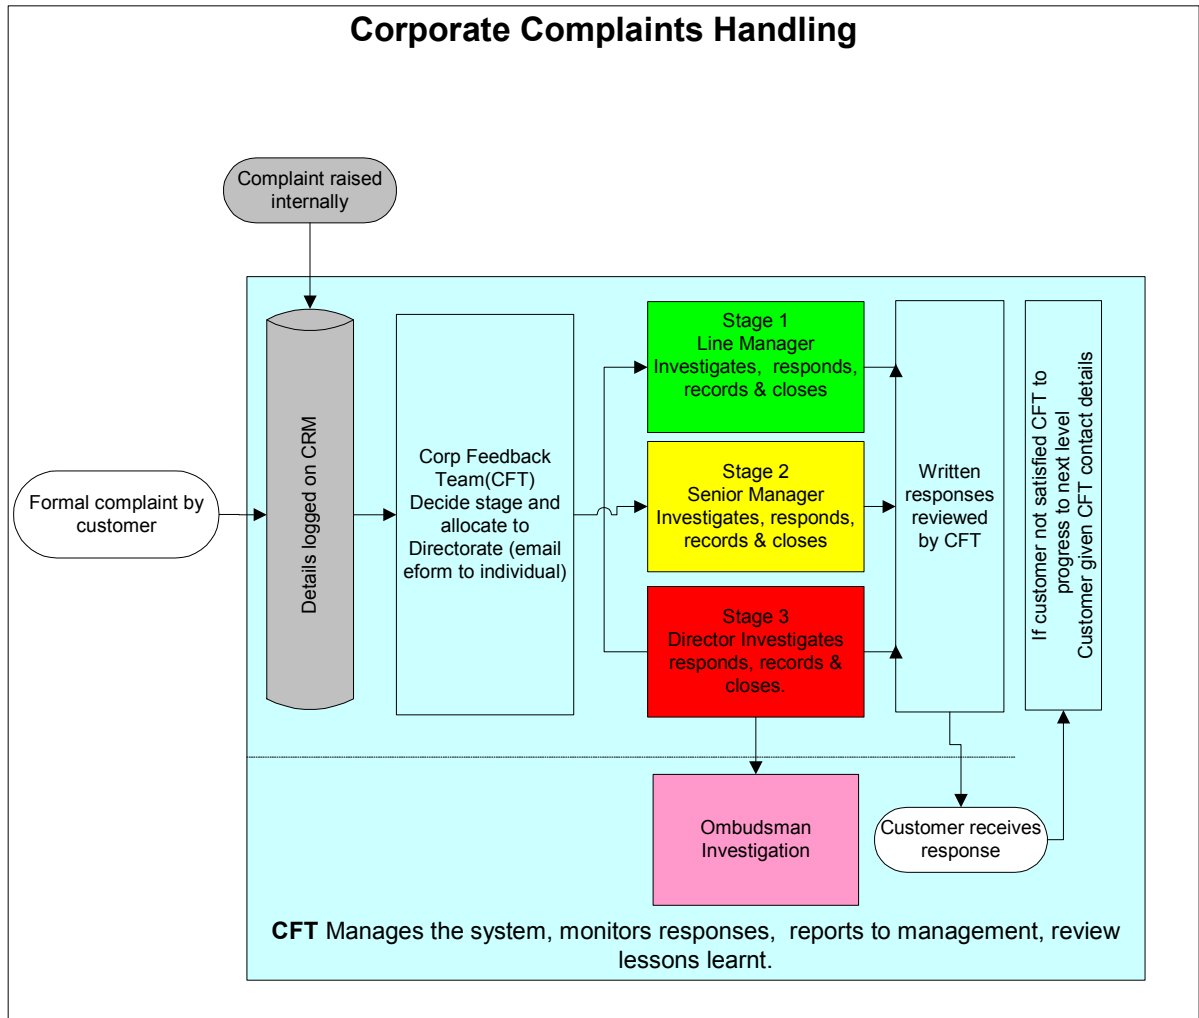 Corporate Complaints Handling
Complaint raised
internally
Formal complaint by
customer
Details logged on CRM
Corp Feedback
Team(CFT)
Decide stage and
allocate to
Directorate (email
eform to individual)
Stage 1
Line Manager
Investigates, responds,
records & closes
Stage 2
Senior Manager
Investigates, responds,
records & closes
Stage 3
Director Investigates
responds, records &
closes.
Written
responses
reviewed
by CFT
If customer not satisfied CFT to
progress to next level
Customer given CFT contact details
Ombudsman
Investigation
Customer receives
response
CFT Manages the system, monitors responses, reports to management, review
lessons learnt.